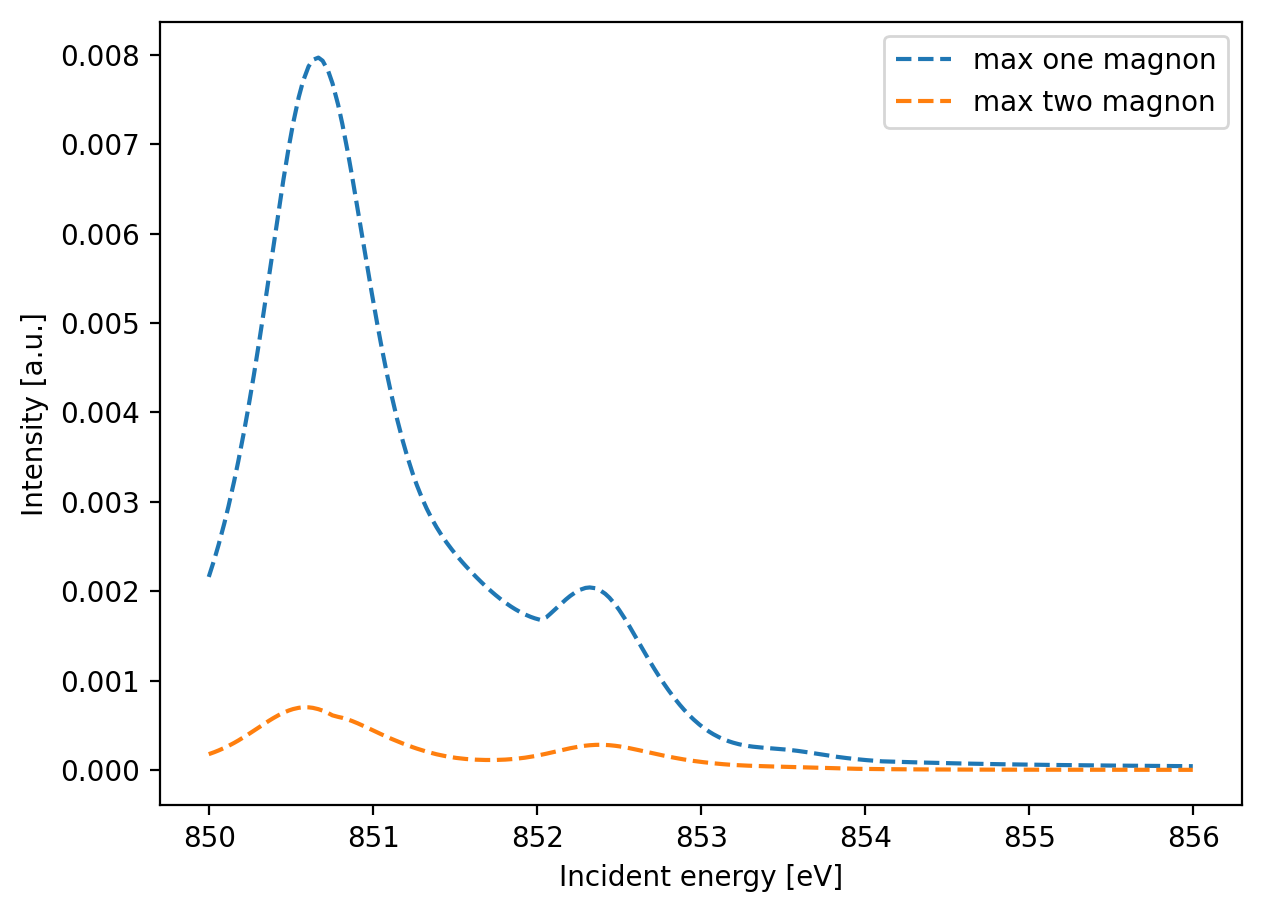 max one magnon
max two magnon
0.008
0.007
0.006
0.005
0.004
0.003
0.002
0.001
0.000
Intensity [a.u.]
850 851 852 853 854 855 856
Incident energy [eV]